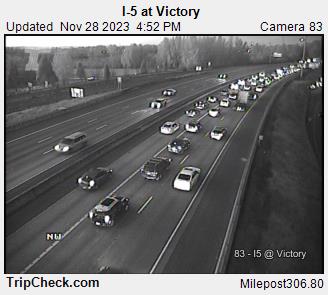 I-5 at Victory
Updated  Nov 28 2023  4:52 PM    Camera 83
NW
83 - I5 @ Victory
TripCheck.com    Milepost306.80